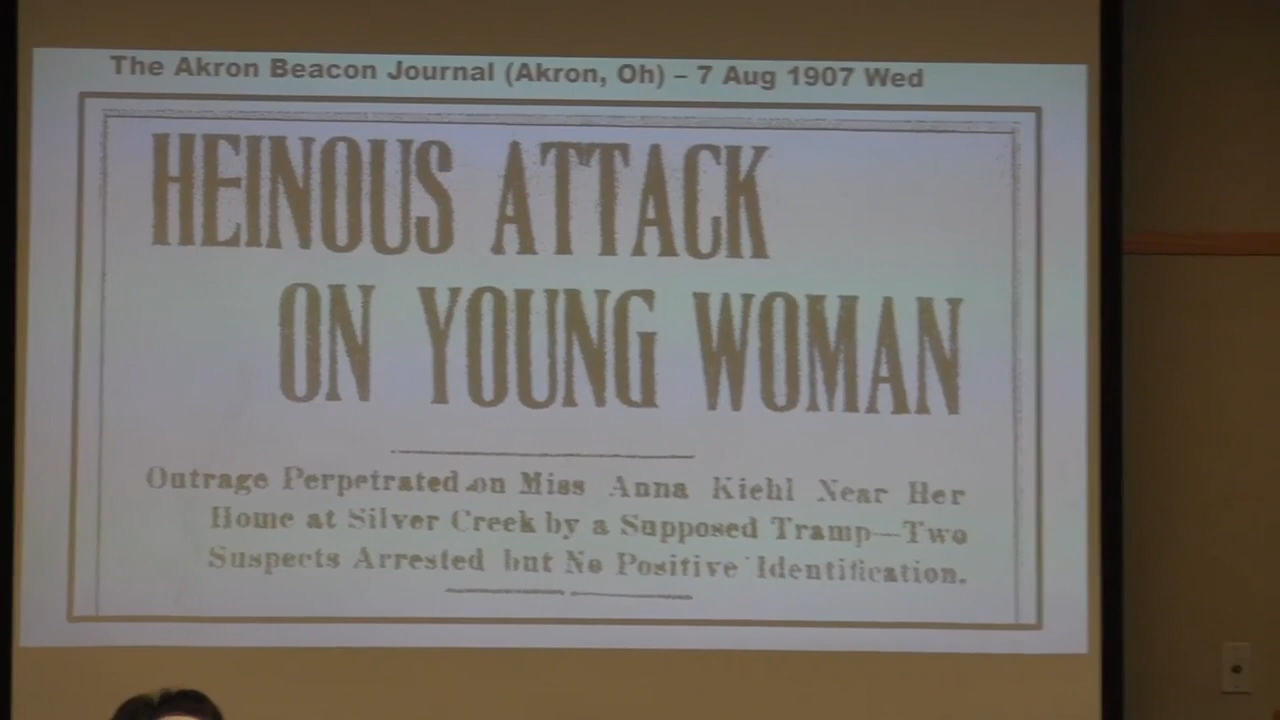 The Akron Beacon Journal (Akron, Oh) – 7 Aug 1907 Wed
HEINOUS ATTACK
ON YOUNG WOMAN
Outrage Perpetrated on Miss Anna Kiehl Near Her
Home at Silver Creek by a Supposed Tramp—Two
Suspects Arrested but No Positive Identification.